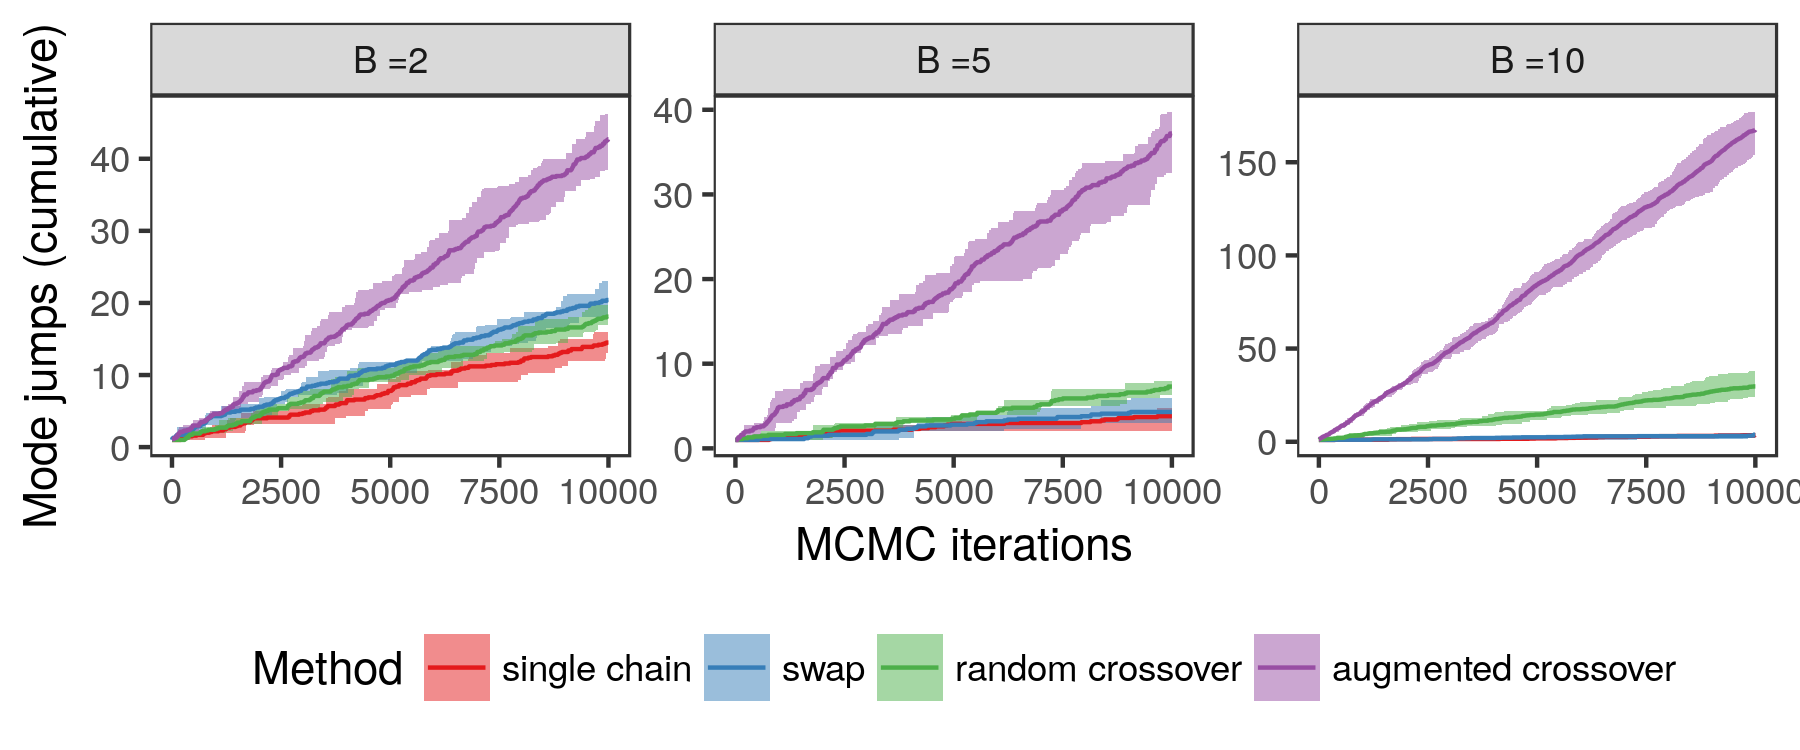 Mode jumps (cumulative)
B =2
B =5
B =10
40
30
20
10
0
40
30
20
10
0
150
100
50
0
0 2500 5000 7500 10000
0 2500 5000 7500 10000
0 2500 5000 7500 10000
MCMC iterations
Method single chain swap random crossover augmented crossover